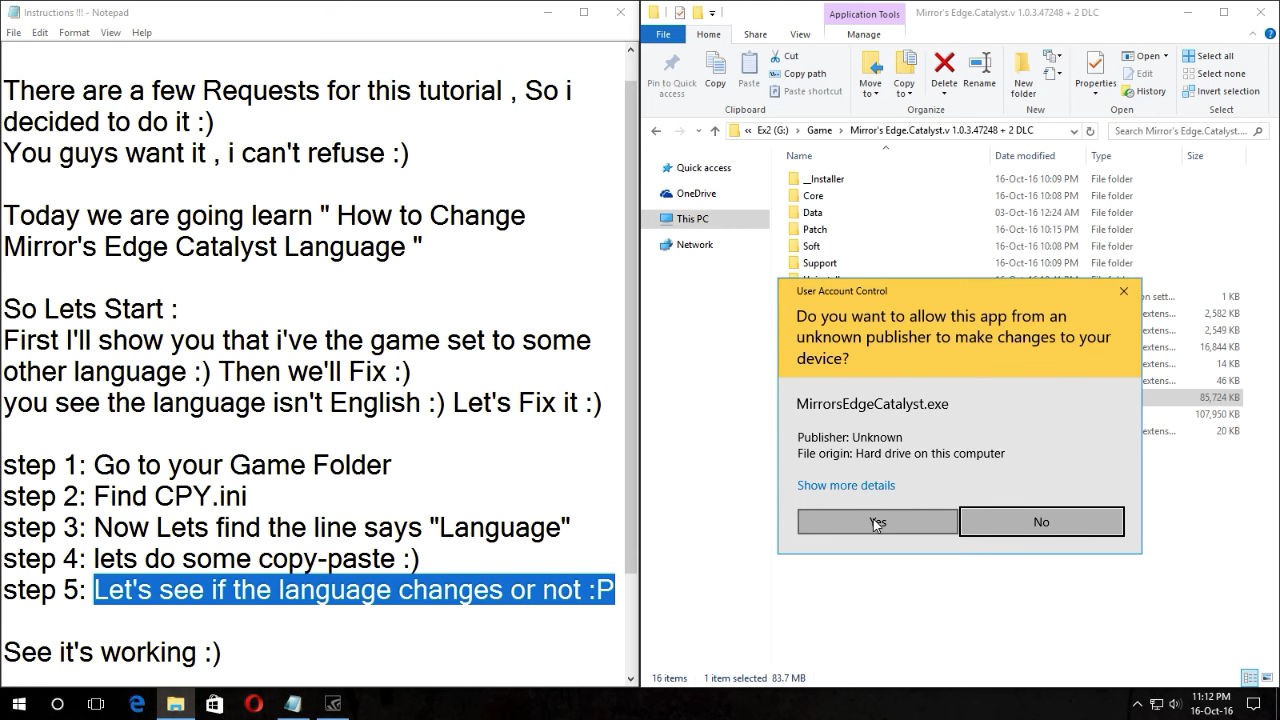 Instructions !!! - Notepad
File Edit Format View Help
There are a few Requests for this tutorial , So i
decided to do it :)
You guys want it , i can't refuse :)
Today we are going learn " How to Change
Mirror's Edge Catalyst Language "
So Lets Start :
First I'll show you that i've the game set to some
other language :) Then we'll Fix :)
you see the language isn't English :) Let's Fix it :)
step 1: Go to your Game Folder
step 2: Find CPY.ini
step 3: Now Lets find the line says "Language"
step 4: lets do some copy-paste :)
step 5: Let's see if the language changes or not :P
See it's working :)
Application Tools
Mirror's Edge.Catalyst.v 1.0.3.47248 + 2 DLC
File Home Share View Manage
Pin to Quick access
Copy
Paste
Cut
Copy path
Paste shortcut
Clipboard
Move to
Copy to
Delete
Rename
Organize
New folder
New
Properties
Open
Edit
History
Open
Select all
Select none
Invert selection
Select
Ex2 (G:) Game Mirror's Edge.Catalyst.v 1.0.3.47248 + 2 DLC
Search Mirror's Edge.Catalyst....
Quick access
OneDrive
This PC
Network
Name Date modified Type Size
__Installer 16-Oct-16 10:09 PM File folder
Core 16-Oct-16 10:09 PM File folder
Data 03-Oct-16 12:24 AM File folder
Patch 16-Oct-16 10:15 PM File folder
Soft 16-Oct-16 10:08 PM File folder
Support 16-Oct-16 10:09 PM File folder
on sett... 1 KB
extens... 2,582 KB
extens... 2,549 KB
extens... 16,844 KB
extens... 14 KB
extens... 46 KB
85,724 KB
107,950 KB
extens... 20 KB
User Account Control
Do you want to allow this app from an
unknown publisher to make changes to your
device?
MirrorsEdgeCatalyst.exe
Publisher: Unknown
File origin: Hard drive on this computer
Show more details
Yes
No
16 items 1 item selected 83.7 MB
11:12 PM
16-Oct-16